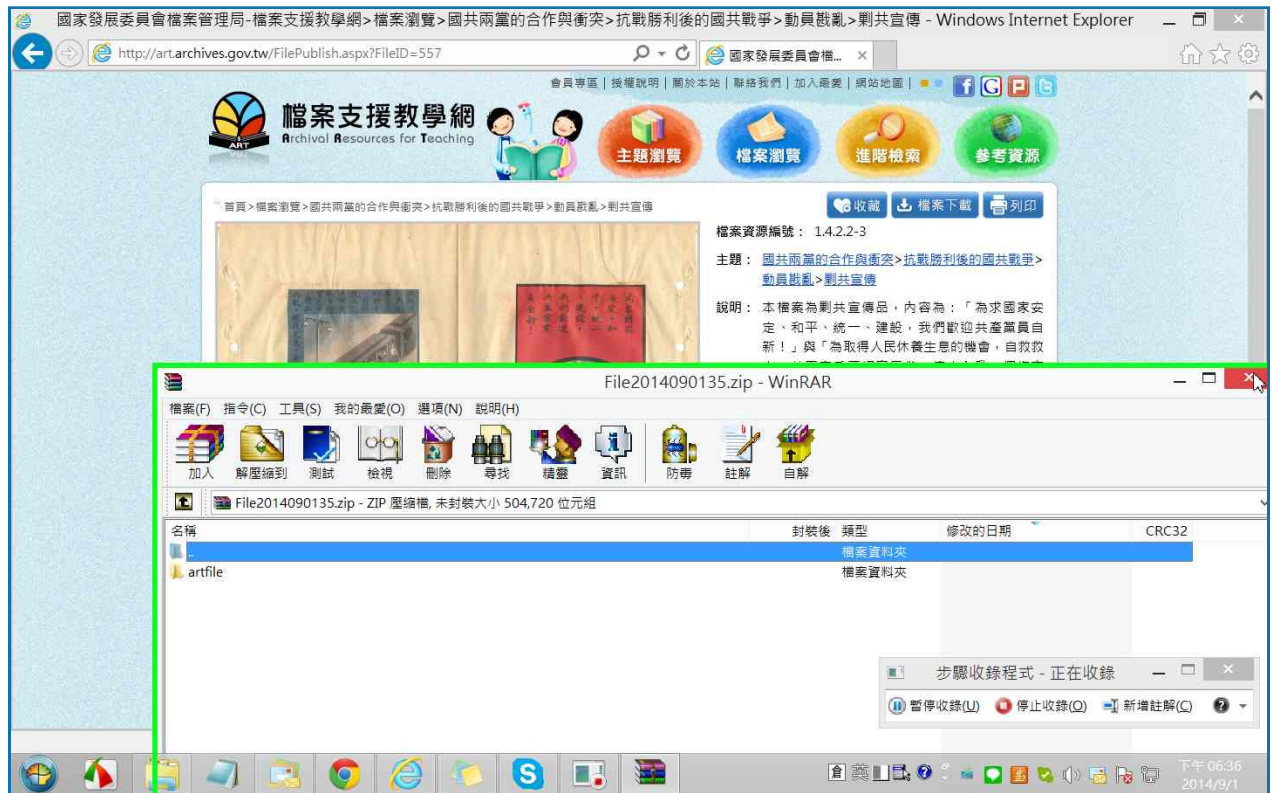 國家發展委員會檔案管理局-檔案支援教學網>檔案瀏覽>國共兩黨的合作與衝突>抗戰勝利後的國共戰爭>動員戡亂>剿共宣傳 - Windows Internet Explorer
http://art.archives.gov.tw/FilePublish.aspx?FileID=557
國家發展委員會檔...
會員專區|授權說明|關於本站|聯絡我們|加入最愛|網站地圖|
檔案支援教學網
Archival Resources for Teaching
ART
主題瀏覽
檔案瀏覽
進階檢索
參考資源
首頁>檔案瀏覽>國共兩黨的合作與衝突>抗戰勝利後的國共戰爭>動員戡亂>剿共宣傳
收藏
檔案下載
列印
檔案資源編號: 1.4.2.2-3
主題: 國共兩黨的合作與衝突>抗戰勝利後的國共戰爭>
動員戡亂>剿共宣傳
說明: 本檔案為剿共宣傳品,內容為:「為求國家安
定、和平、統一、建設,我們歡迎共產黨員自
新!」與「為取得人民休養生息的機會,自救救
File2014090135.zip - WinRAR
檔案(F) 指令(C) 工具(S) 我的最愛(O) 選項(N) 說明(H)
加入 解壓縮到 測試 檢視 刪除 尋找 精靈 資訊 防毒 註解 自解
File2014090135.zip - ZIP 壓縮檔, 未封裝大小 504,720 位元組
名稱 封裝後 類型 修改的日期 CRC32
.. 檔案資料夾
artfile 檔案資料夾
步驟收錄程式 - 正在收錄
暫停收錄(U) 停止收錄(O) 新增註解(C)
英
下午 06:36
2014/9/1